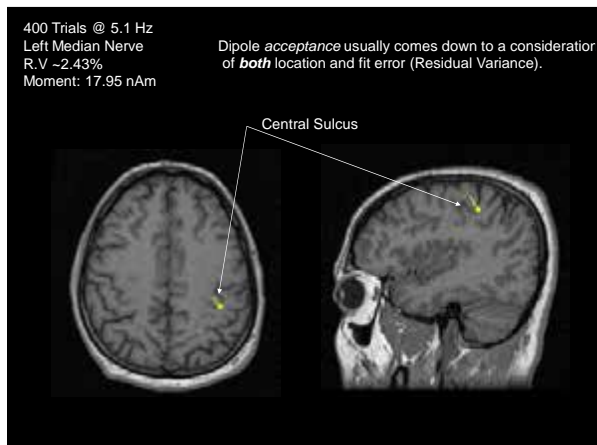 400 Trials @ 5.1 Hz
Left Median Nerve
R.V ~2.43%
Moment: 17.95 nAm
Dipole acceptance usually comes down to a consideration
of both location and fit error (Residual Variance).
Central Sulcus